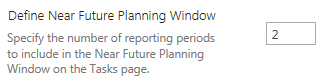 Define Near Future Planning Window
2
Specify the number of reporting periods
to include in the Near Future Planning
Window on the Tasks page.